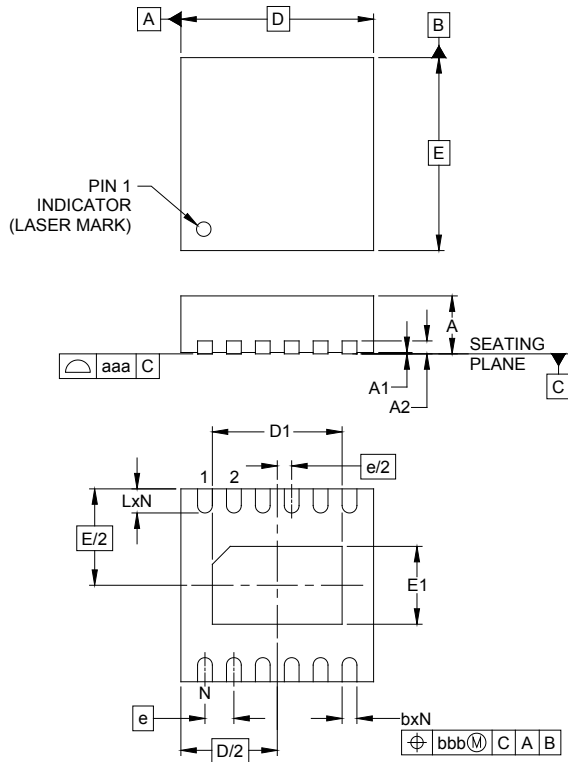 A
D
B
E
PIN 1
INDICATOR
(LASER MARK)
A
SEATING
PLANE
aaa C
C
A1
A2
D1
1 2
e/2
LxN
E/2
E1
N
e
bxN
D/2
⌖ bbbⓂ C A B